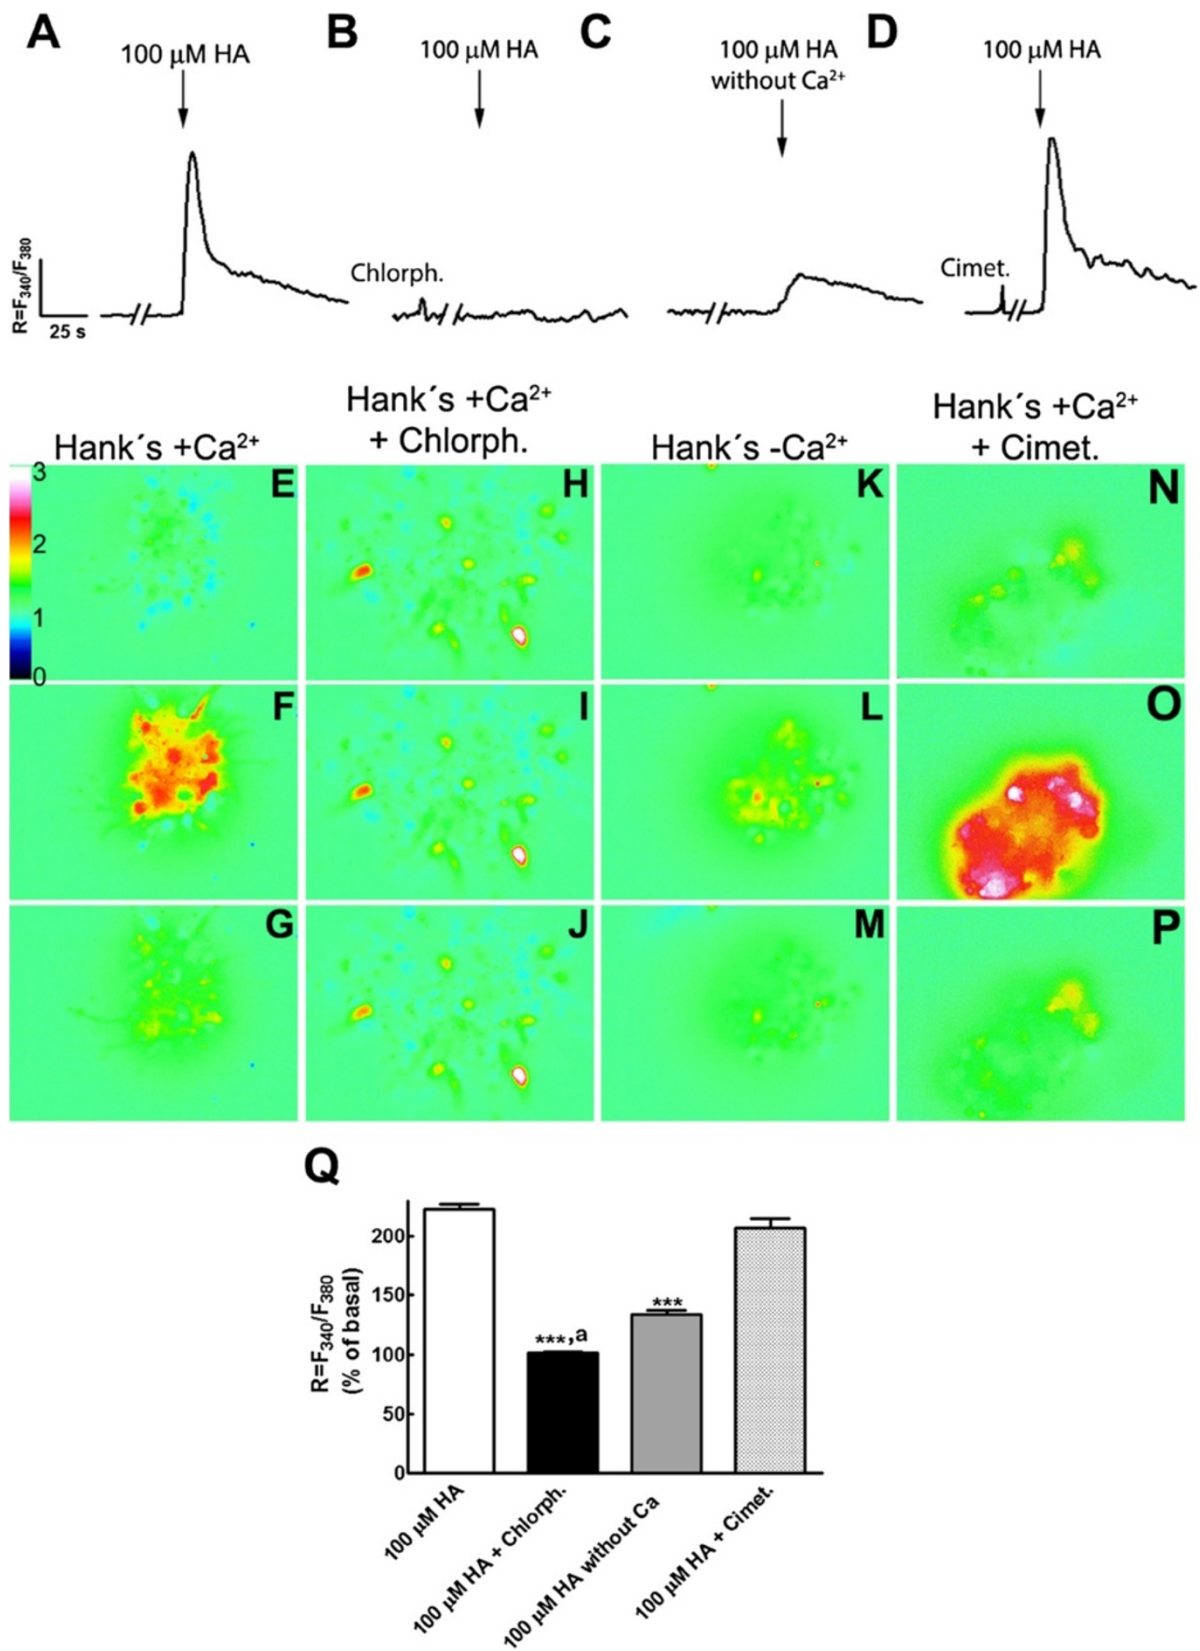 A
B
C
D
100 µM HA
100 µM HA
100 µM HA
without Ca²⁺
100 µM HA
R=F₃₄₀/F₃₈₀
25 s
Chlorph.
Cimet.
Hank´s +Ca²⁺
Hank´s +Ca²⁺
+ Chlorph.
Hank´s -Ca²⁺
Hank´s +Ca²⁺
+ Cimet.
3
2
1
0
E
H
K
N
F
I
L
O
G
J
M
P
Q
R=F₃₄₀/F₃₈₀
(% of basal)
200
150
100
50
0
***,a
***
100 µM HA
100 µM HA + Chlorph.
100 µM HA without Ca
100 µM HA + Cimet.